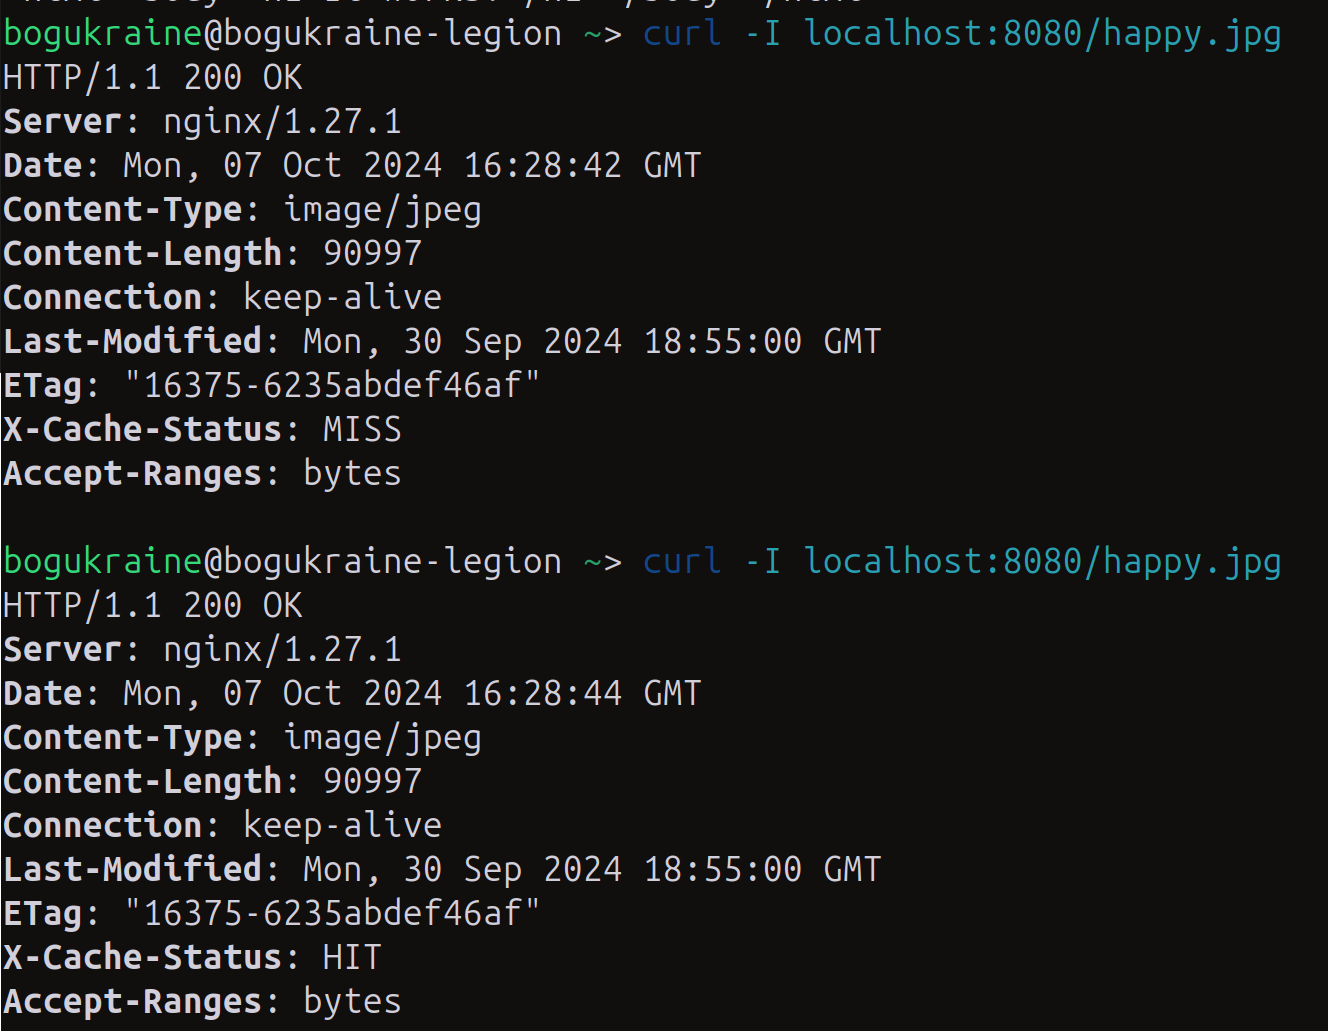 bogukraine@bogukraine-legion ~> curl -I localhost:8080/happy.jpg
HTTP/1.1 200 OK
Server: nginx/1.27.1
Date: Mon, 07 Oct 2024 16:28:42 GMT
Content-Type: image/jpeg
Content-Length: 90997
Connection: keep-alive
Last-Modified: Mon, 30 Sep 2024 18:55:00 GMT
ETag: "16375-6235abdef46af"
X-Cache-Status: MISS
Accept-Ranges: bytes
bogukraine@bogukraine-legion ~> curl -I localhost:8080/happy.jpg
HTTP/1.1 200 OK
Server: nginx/1.27.1
Date: Mon, 07 Oct 2024 16:28:44 GMT
Content-Type: image/jpeg
Content-Length: 90997
Connection: keep-alive
Last-Modified: Mon, 30 Sep 2024 18:55:00 GMT
ETag: "16375-6235abdef46af"
X-Cache-Status: HIT
Accept-Ranges: bytes